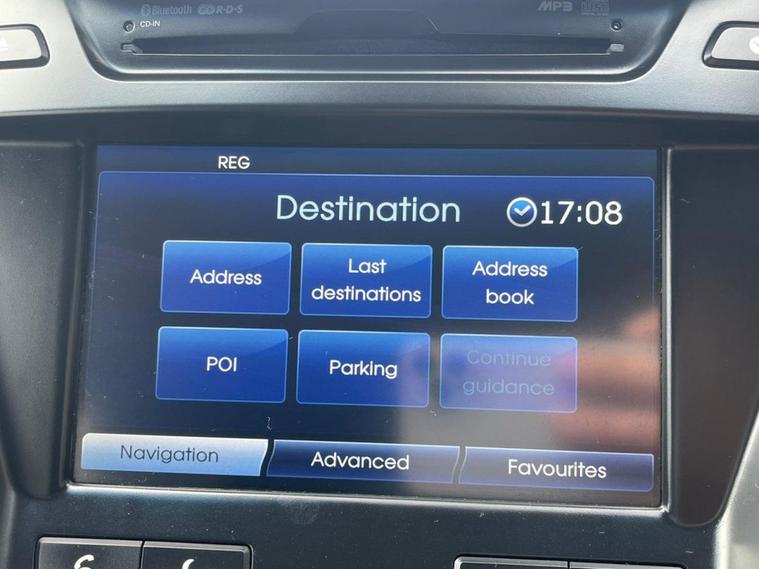 Bluetooth R·D·S MP3
CD-IN
REG
Destination 17:08
Address Last destinations Address book
POI Parking Continue guidance
Navigation Advanced Favourites